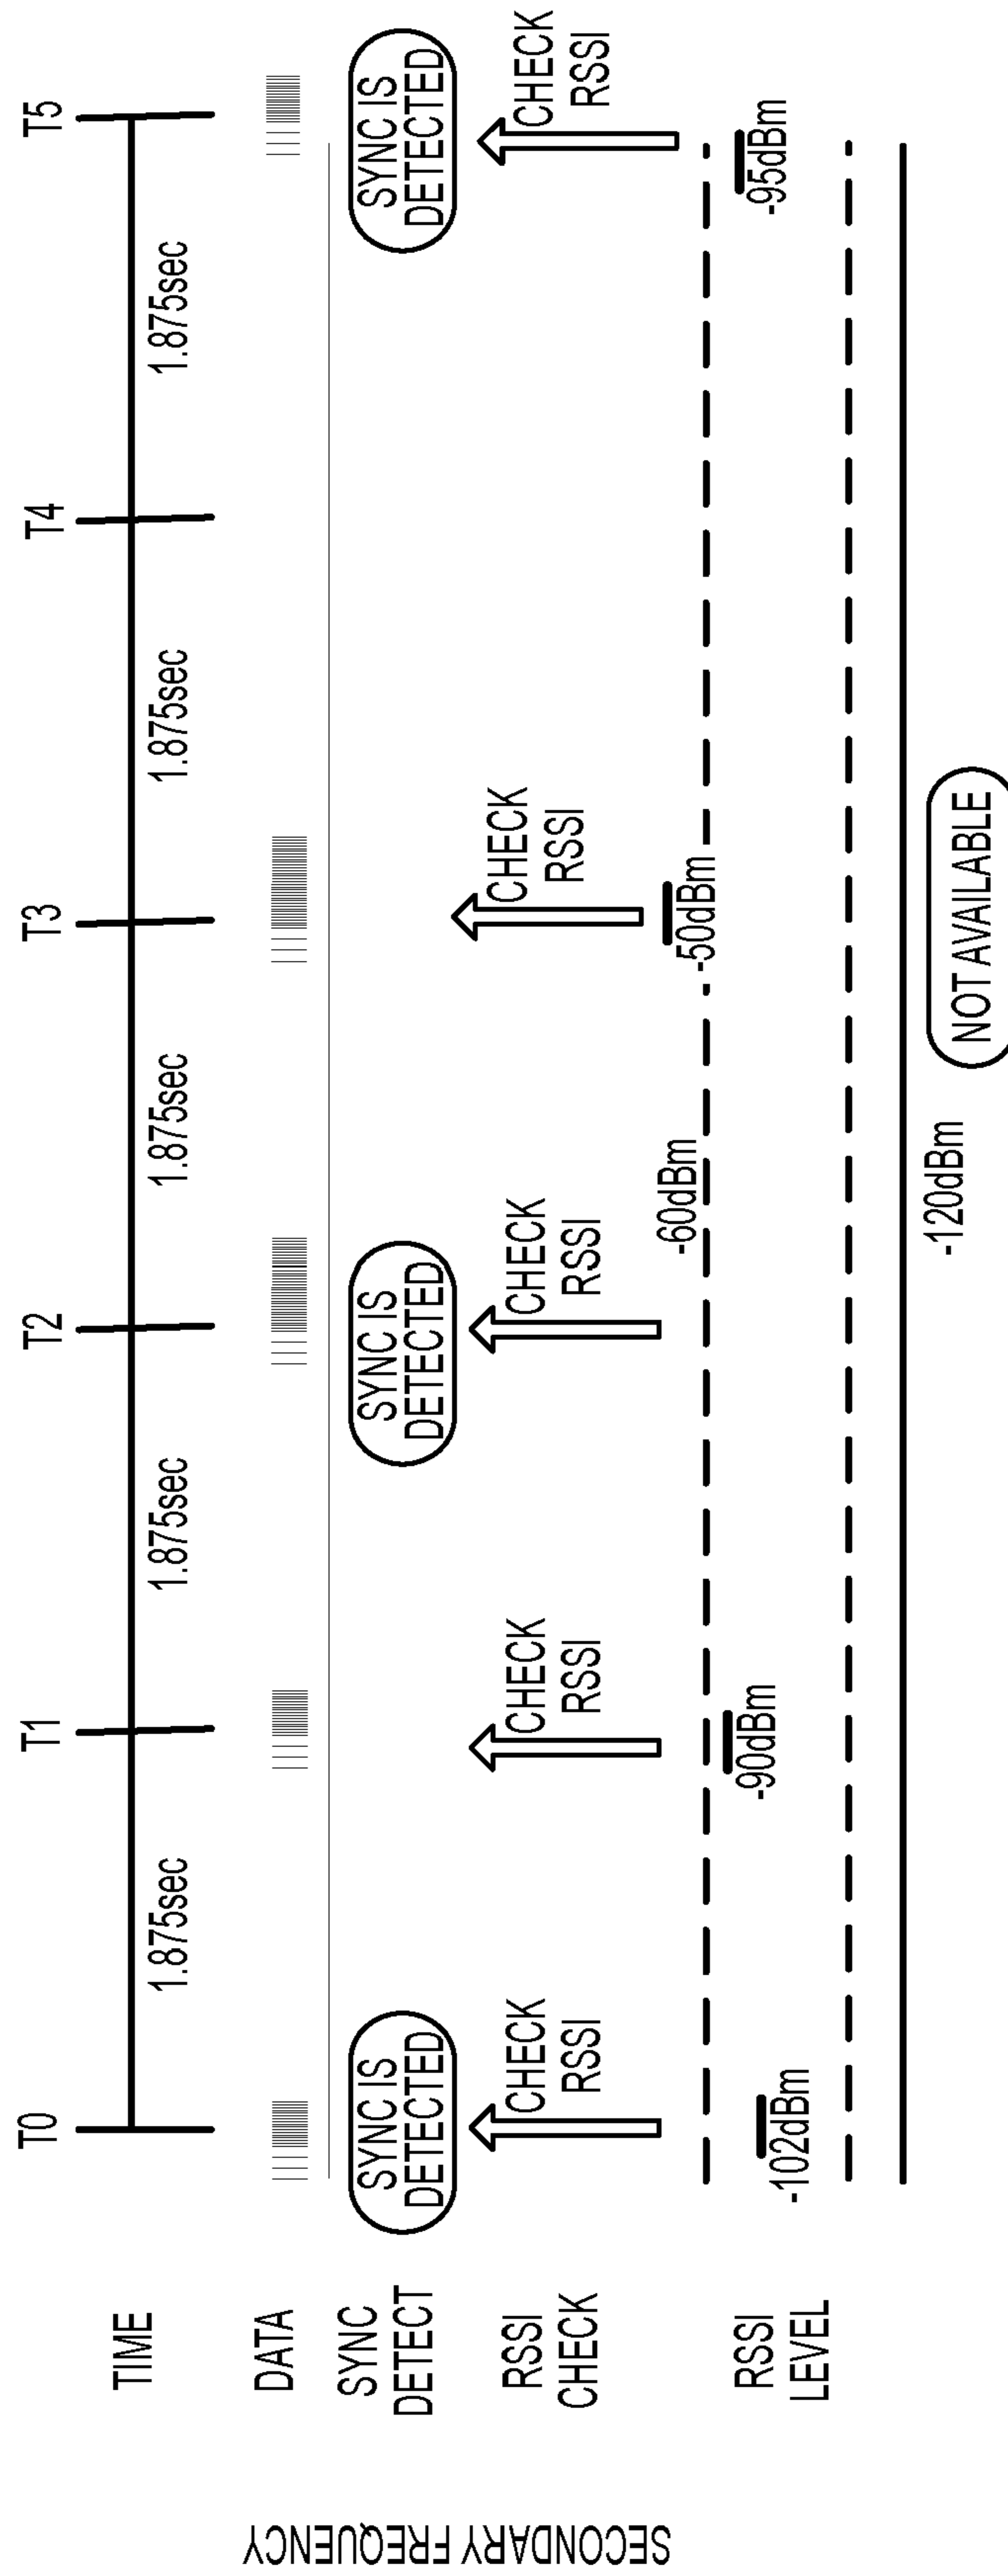 SECONDARY FREQUENCY
TIME
T0
T1
T2
T3
T4
T5
1.875sec
1.875sec
1.875sec
1.875sec
1.875sec
DATA
SYNC
DETECT
SYNC IS
DETECTED
SYNC IS
DETECTED
SYNC IS
DETECTED
RSSI
CHECK
CHECK
RSSI
CHECK
RSSI
CHECK
RSSI
CHECK
RSSI
CHECK
RSSI
RSSI
LEVEL
-102dBm
-90dBm
-60dBm
-50dBm
-95dBm
-120dBm
NOT AVAILABLE